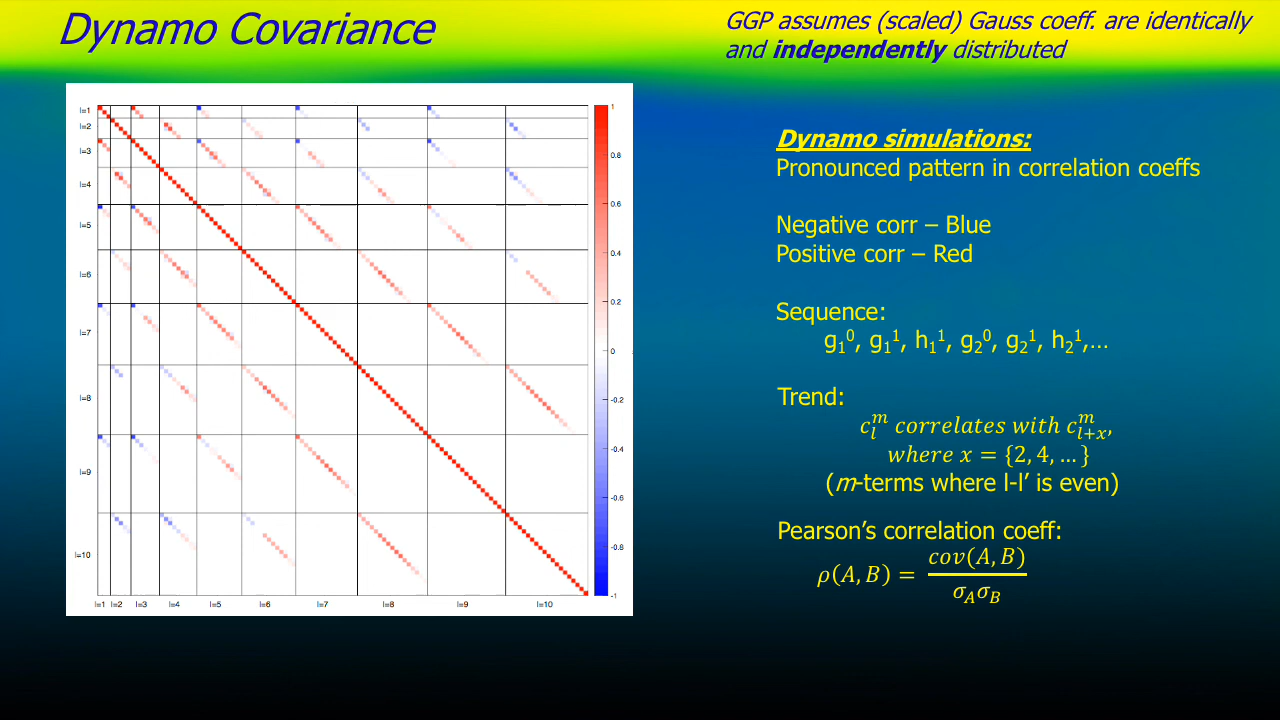 Dynamo Covariance
GGP assumes (scaled) Gauss coeff. are identically
and independently distributed
l=1
l=2
l=3
l=4
l=5
l=6
l=7
l=8
l=9
l=10
l=1 l=2 l=3 l=4 l=5 l=6 l=7 l=8 l=9 l=10
1
0.8
0.6
0.4
0.2
0
-0.2
-0.4
-0.6
-0.8
-1
Dynamo simulations:
Pronounced pattern in correlation coeffs
Negative corr – Blue
Positive corr – Red
Sequence:
g₁⁰, g₁¹, h₁¹, g₂⁰, g₂¹, h₂¹,…
Trend:
c_l^m correlates with c_{l+x}^m,
where x = {2, 4, … }
(m-terms where l-l’ is even)
Pearson’s correlation coeff:
ρ(A, B) = cov(A, B) / σ_A σ_B